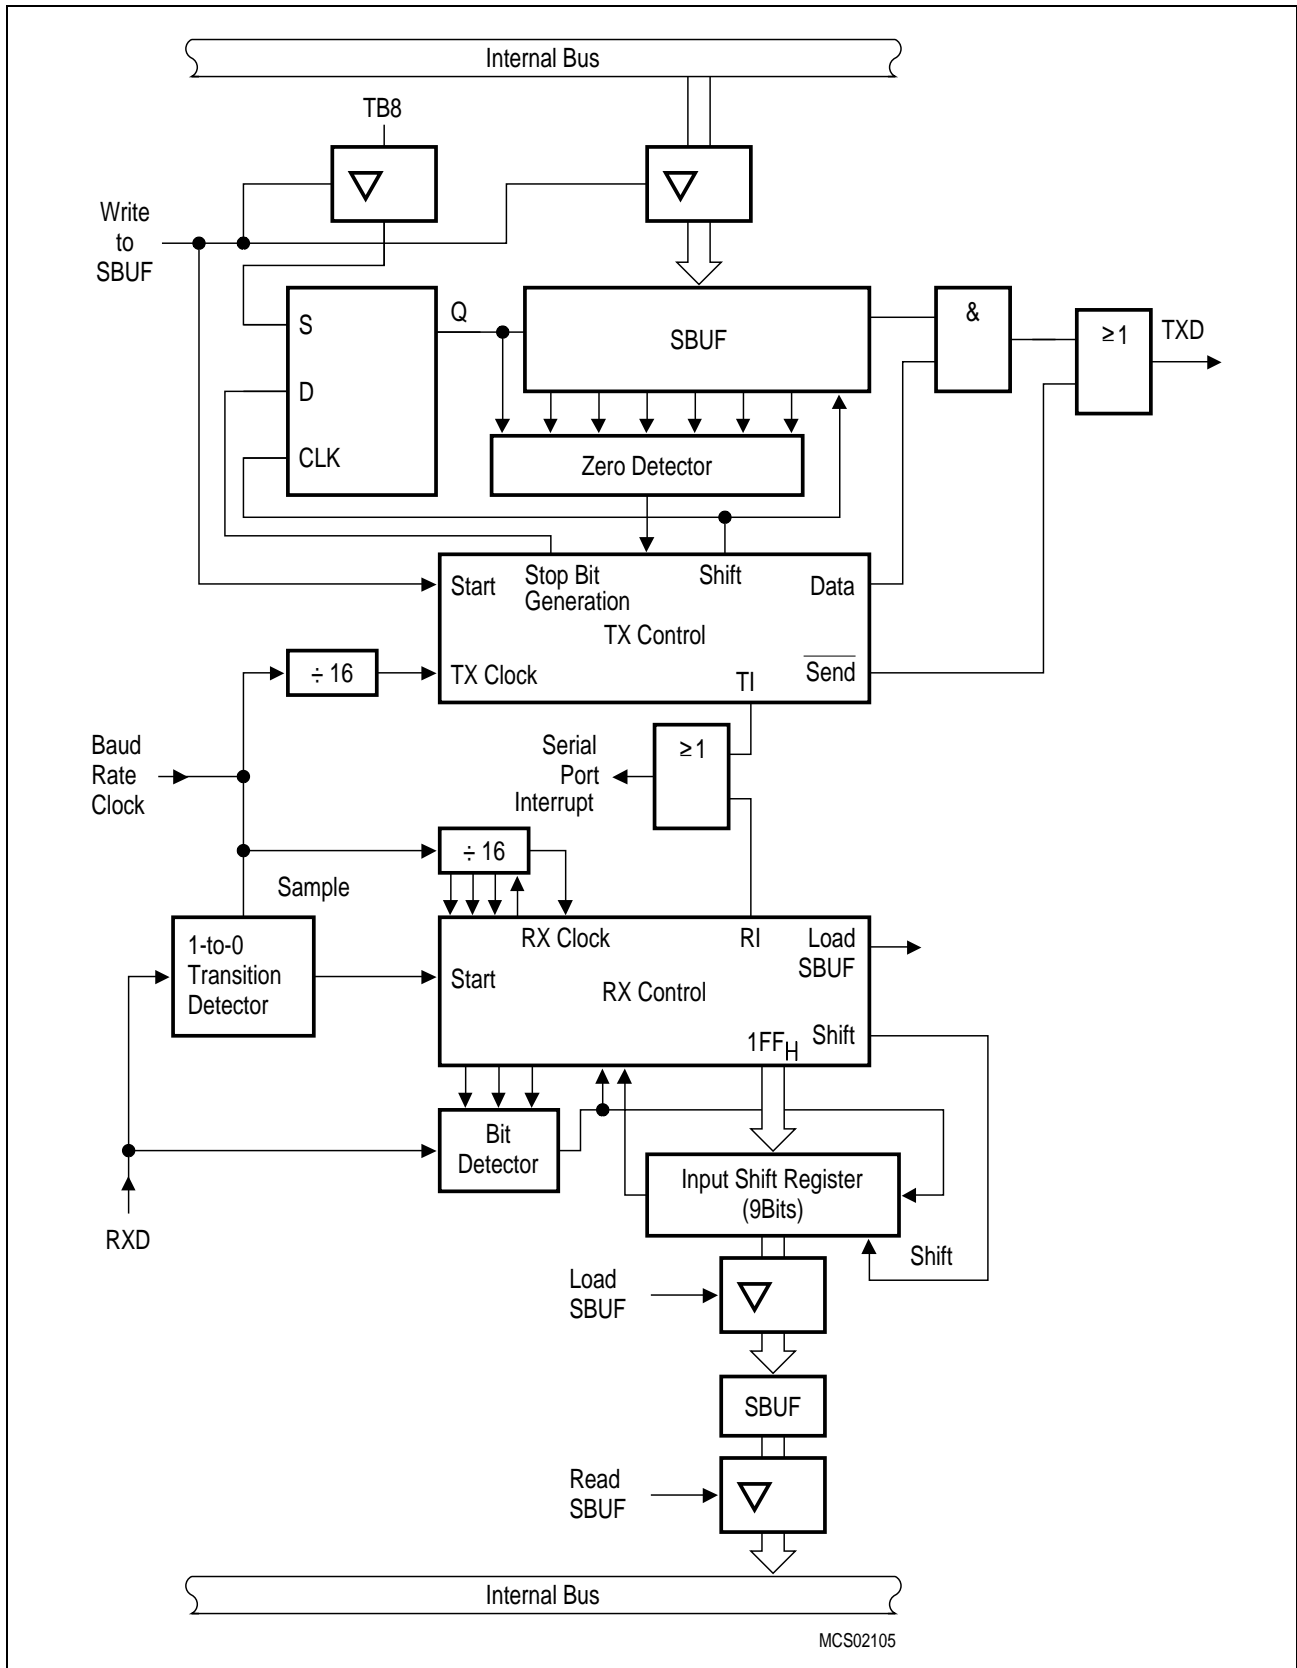 Internal Bus
TB8
Write
to
SBUF
S
Q
D
CLK
SBUF
&
≥1
TXD
Zero Detector
Start
Stop Bit
Generation
Shift
Data
TX Control
÷ 16
TX Clock
TI
Send
Baud
Rate
Clock
Serial
Port
Interrupt
≥1
÷ 16
Sample
1-to-0
Transition
Detector
RX Clock
RI
Load
SBUF
Start
RX Control
1FFH
Shift
Bit
Detector
Input Shift Register
(9Bits)
RXD
Shift
Load
SBUF
SBUF
Read
SBUF
Internal Bus
MCS02105